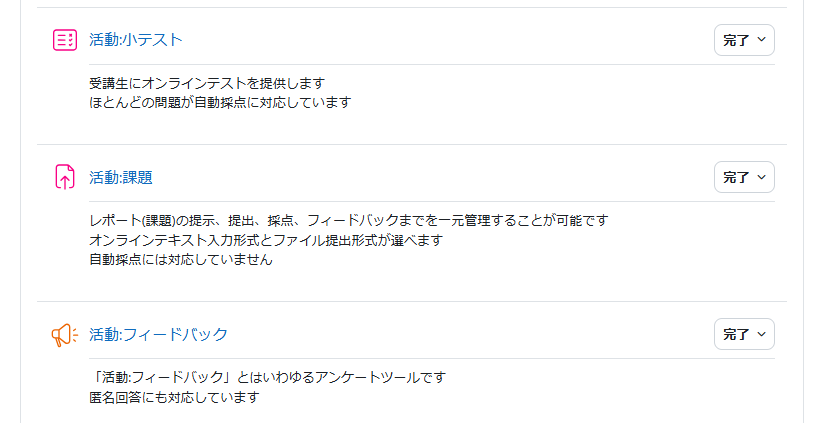 活動:小テスト
完了
受講生にオンラインテストを提供します
ほとんどの問題が自動採点に対応しています
活動:課題
完了
レポート(課題)の提示、提出、採点、フィードバックまでを一元管理することが可能です
オンラインテキスト入力形式とファイル提出形式が選べます
自動採点には対応していません
活動:フィードバック
完了
「活動:フィードバック」とはいわゆるアンケートツールです
匿名回答にも対応しています